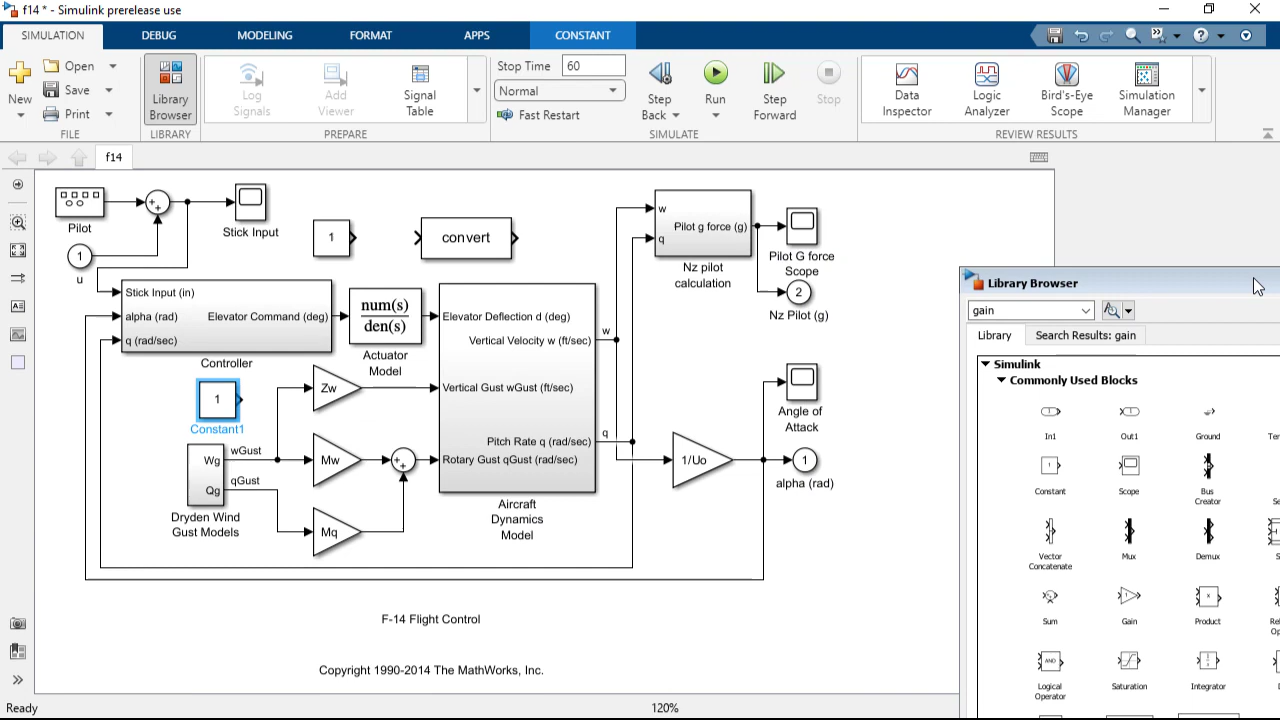 f14 * - Simulink prerelease use
SIMULATION DEBUG MODELING FORMAT APPS CONSTANT
New
Open
Save
Print
FILE
Library Browser
LIBRARY
Log Signals
Add Viewer
Signal Table
PREPARE
Stop Time 60
Normal
Fast Restart
Step Back
Run
Step Forward
Stop
SIMULATE
Data Inspector
Logic Analyzer
Bird's-Eye Scope
Simulation Manager
REVIEW RESULTS
f14
Pilot
1
u
Stick Input
1
convert
Stick Input (in)
alpha (rad)
q (rad/sec)
Elevator Command (deg)
Controller
num(s)
den(s)
Actuator
Model
1
Constant1
Wg
Qg
wGust
qGust
Dryden Wind
Gust Models
Zw
Mw
Mq
Elevator Deflection d (deg)
Vertical Velocity w (ft/sec)
Vertical Gust wGust (ft/sec)
Pitch Rate q (rad/sec)
Rotary Gust qGust (rad/sec)
Aircraft
Dynamics
Model
w
q
w
q
Pilot g force (g)
Nz pilot
calculation
Pilot G force
Scope
2
Nz Pilot (g)
1/Uo
Angle of
Attack
1
alpha (rad)
F-14 Flight Control
Copyright 1990-2014 The MathWorks, Inc.
Library Browser
gain
Library Search Results: gain
Simulink
Commonly Used Blocks
In1 Out1 Ground
Constant Scope Bus
Creator
Vector
Concatenate
Mux Demux
Sum Gain Product
Logical
Operator
Saturation Integrator
Ready 120%